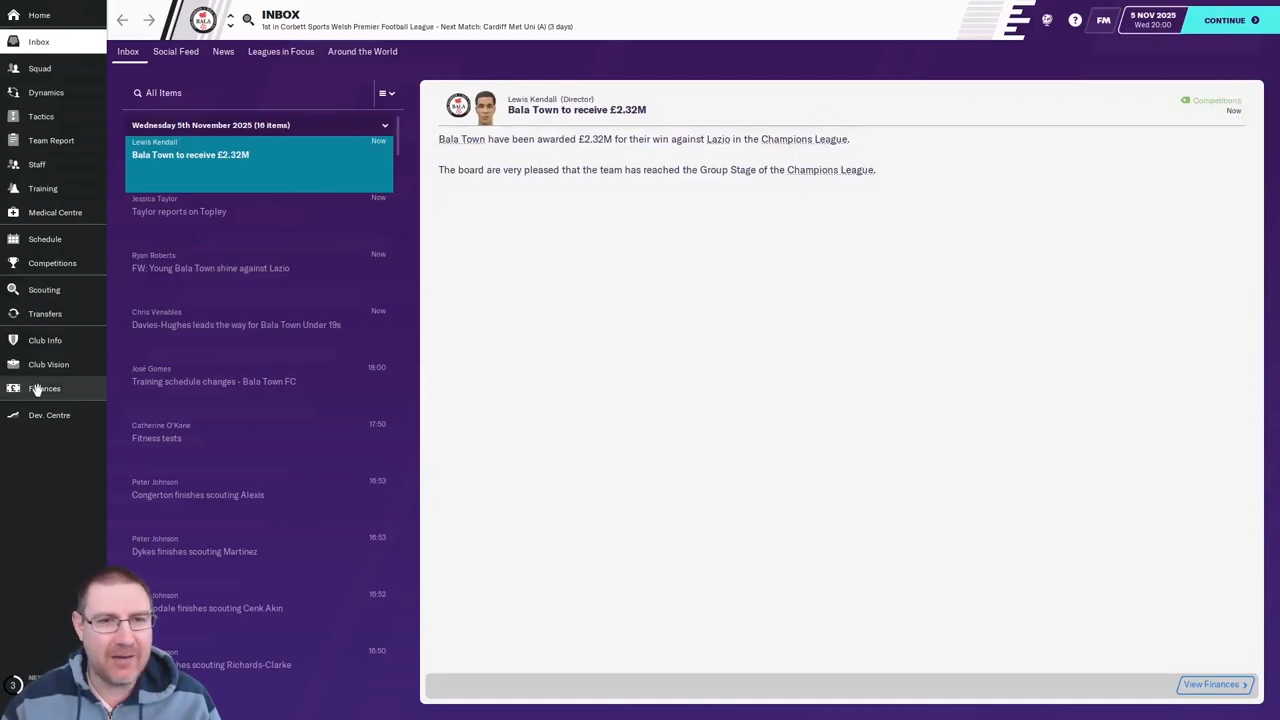 Home
Inbox
Squad
Dynamics
Tactics
Team Report
Staff
Training
Medical Centre
Schedule
Competitions
Scouting
Transfers
Club Info
Club Vision
Finances
Dev. Centre
3
BALA
INBOX
1st in Corbett Sports Welsh Premier Football League - Next Match: Cardiff Met Uni (A) (3 days)
? FM
5 NOV 2025
Wed 20:00
CONTINUE
Inbox Social Feed News Leagues in Focus Around the World
All Items
Wednesday 5th November 2025 (16 items)
Lewis Kendall Now
Bala Town to receive £2.32M
Jessica Taylor Now
Taylor reports on Topley
Ryan Roberts Now
FW: Young Bala Town shine against Lazio
Chris Venables Now
Davies-Hughes leads the way for Bala Town Under 19s
José Gomes 18:00
Training schedule changes - Bala Town FC
Catherine O'Kane 17:50
Fitness tests
Peter Johnson 16:53
Congerton finishes scouting Alexis
Peter Johnson 16:53
Dykes finishes scouting Martínez
Johnson 16:52
finishes scouting Cenk Akın
16:50
scouting Richards-Clarke
BALA
Lewis Kendall (Director)
Bala Town to receive £2.32M
Competitions
Now
Bala Town have been awarded £2.32M for their win against Lazio in the Champions League.
The board are very pleased that the team has reached the Group Stage of the Champions League.
View Finances